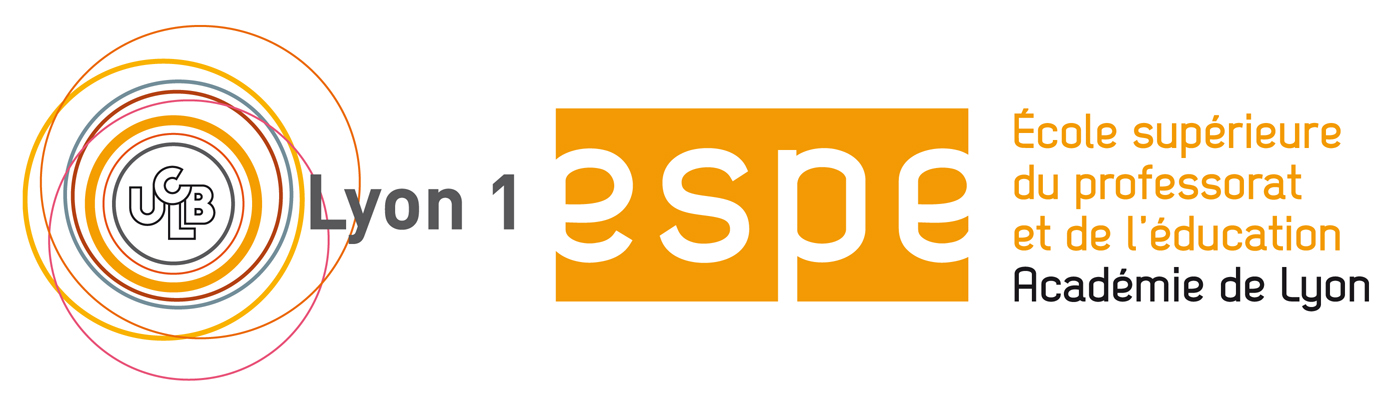 UCLB
Lyon 1
espe
École supérieure
du professorat
et de l'éducation
Académie de Lyon